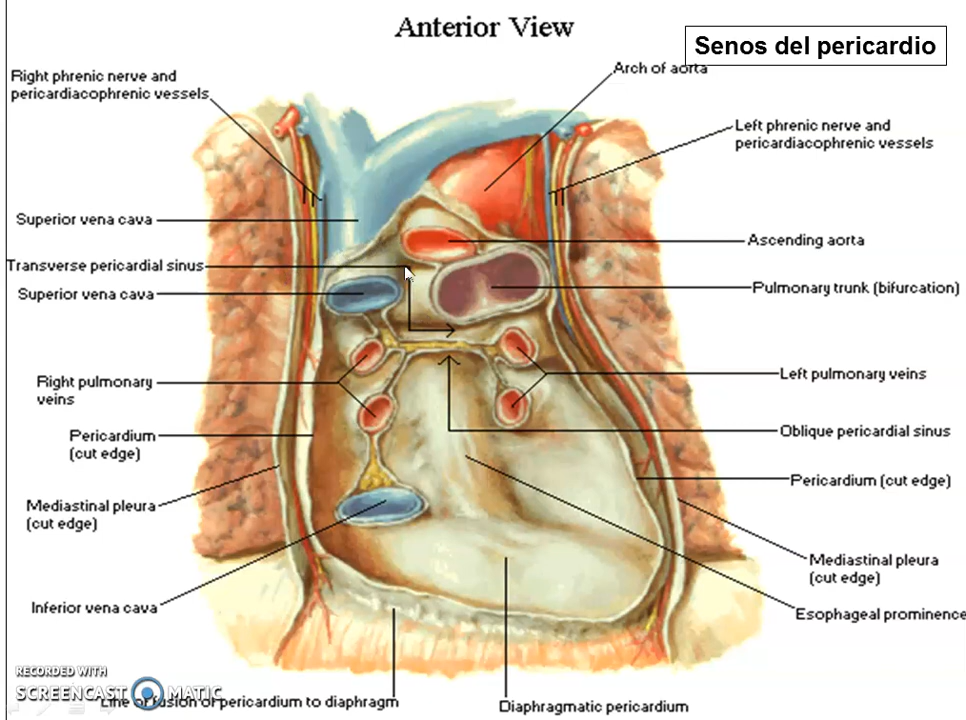 Anterior View
Senos del pericardio
Right phrenic nerve and
pericardiacophrenic vessels
Arch of aorta
Left phrenic nerve and
pericardiacophrenic vessels
Superior vena cava
Ascending aorta
Transverse pericardial sinus
Superior vena cava
Pulmonary trunk (bifurcation)
Right pulmonary
veins
Left pulmonary veins
Pericardium
(cut edge)
Oblique pericardial sinus
Pericardium (cut edge)
Mediastinal pleura
(cut edge)
Mediastinal pleura
(cut edge)
Inferior vena cava
Esophageal prominence
RECORDED WITH
SCREENCAST MATIC
Line of fusion of pericardium to diaphragm
Diaphragmatic pericardium